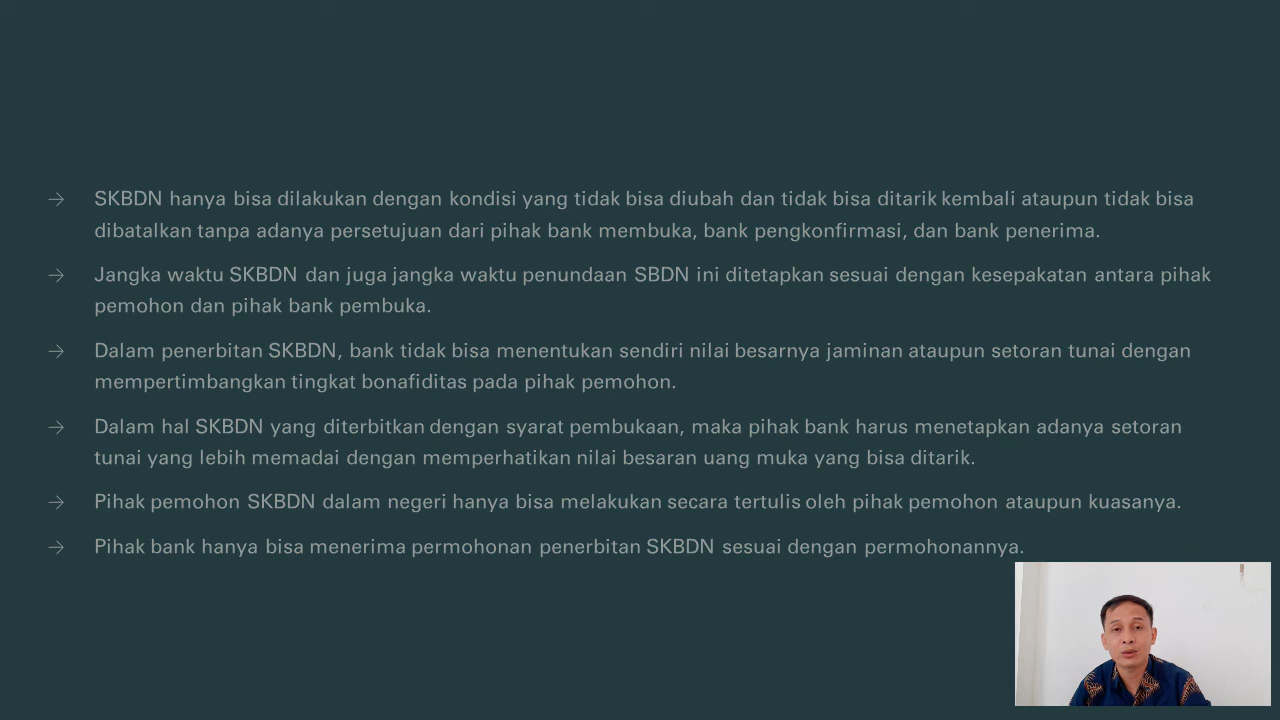 → SKBDN hanya bisa dilakukan dengan kondisi yang tidak bisa diubah dan tidak bisa ditarik kembali ataupun tidak bisa
dibatalkan tanpa adanya persetujuan dari pihak bank membuka, bank pengkonfirmasi, dan bank penerima.
→ Jangka waktu SKBDN dan juga jangka waktu penundaan SBDN ini ditetapkan sesuai dengan kesepakatan antara pihak
pemohon dan pihak bank pembuka.
→ Dalam penerbitan SKBDN, bank tidak bisa menentukan sendiri nilai besarnya jaminan ataupun setoran tunai dengan
mempertimbangkan tingkat bonafiditas pada pihak pemohon.
→ Dalam hal SKBDN yang diterbitkan dengan syarat pembukaan, maka pihak bank harus menetapkan adanya setoran
tunai yang lebih memadai dengan memperhatikan nilai besaran uang muka yang bisa ditarik.
→ Pihak pemohon SKBDN dalam negeri hanya bisa melakukan secara tertulis oleh pihak pemohon ataupun kuasanya.
→ Pihak bank hanya bisa menerima permohonan penerbitan SKBDN sesuai dengan permohonannya.